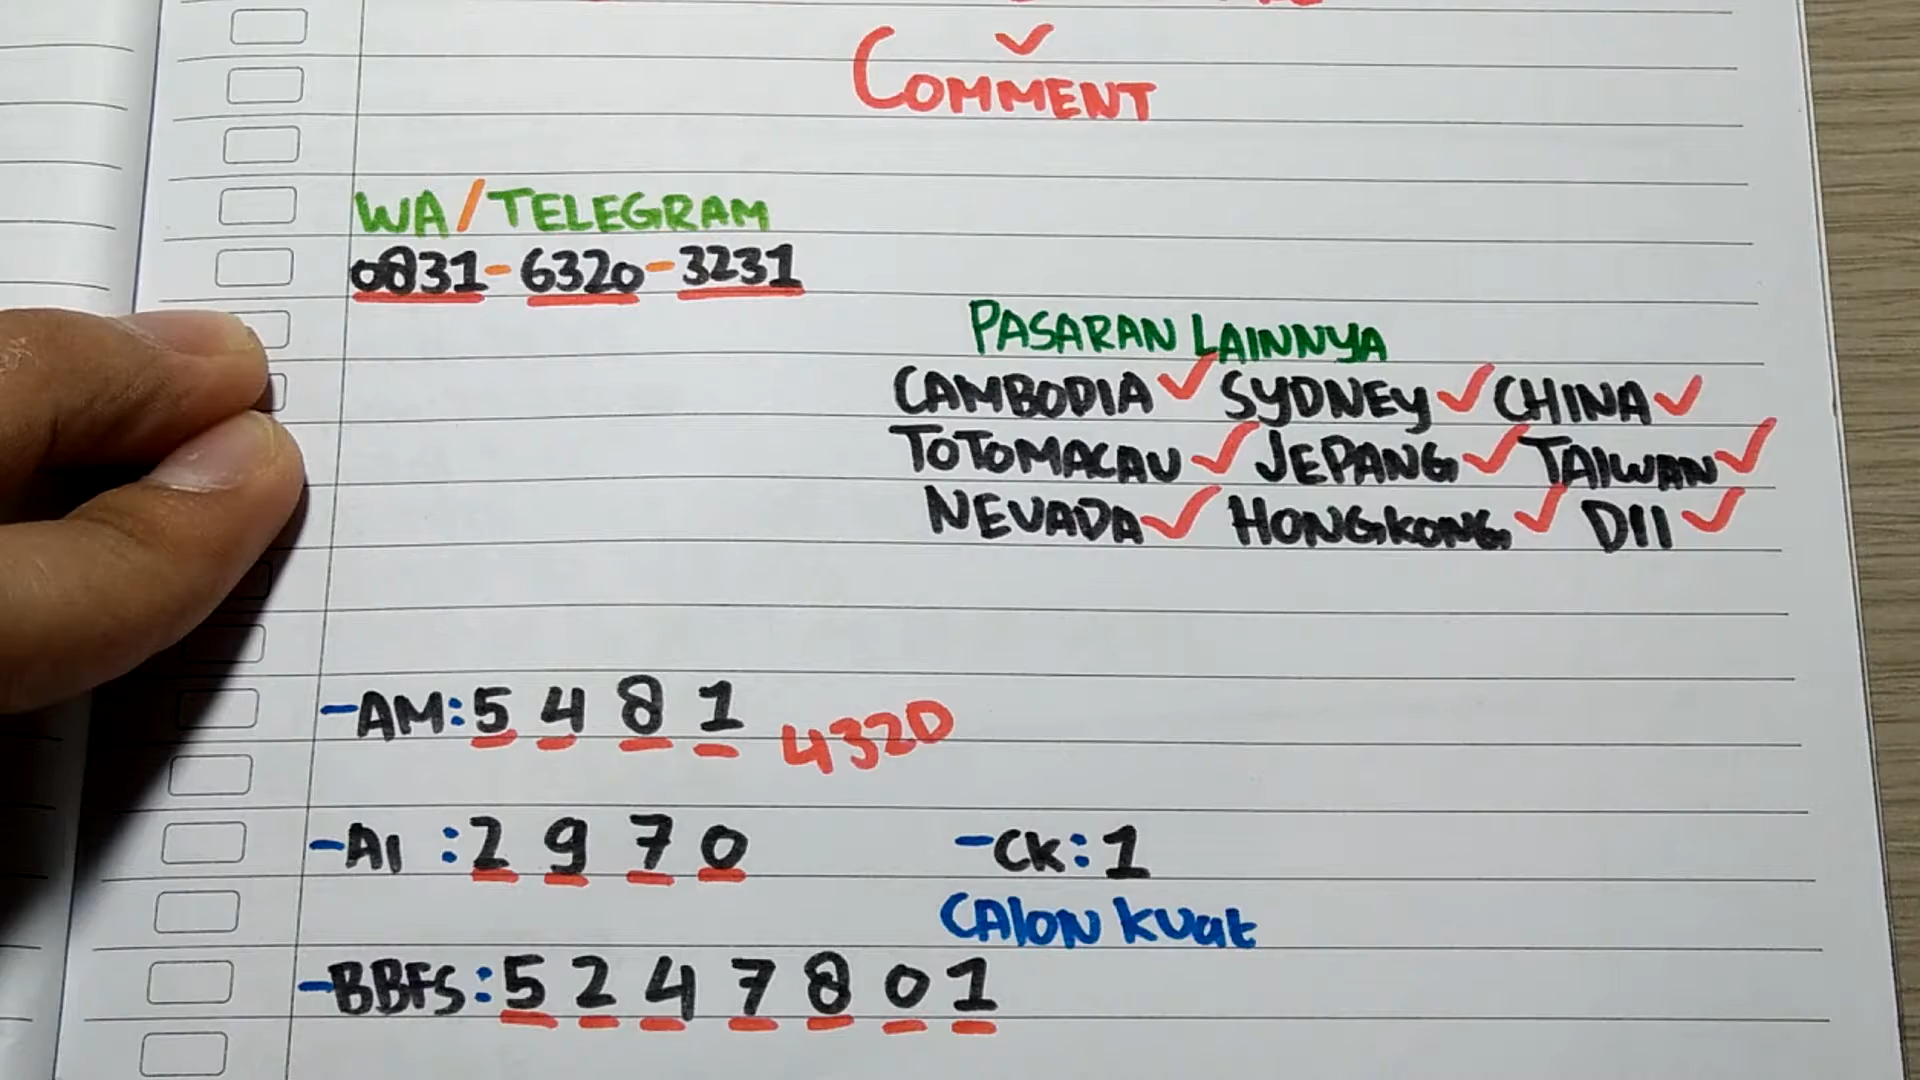 COMMENT
WA/TELEGRAM
0831-6320-3231
PASARAN LAINNYA
CAMBODIA ✓ SYDNEY ✓ CHINA ✓
TOTOMACAU ✓ JEPANG ✓ TAIWAN ✓
NEVADA ✓ HONGKONG ✓ DII ✓
-AM: 5 4 8 1 432D
-AI : 2 9 7 0 -CK: 1
CALON KUAT
-BBFS: 5 2 4 7 8 0 1